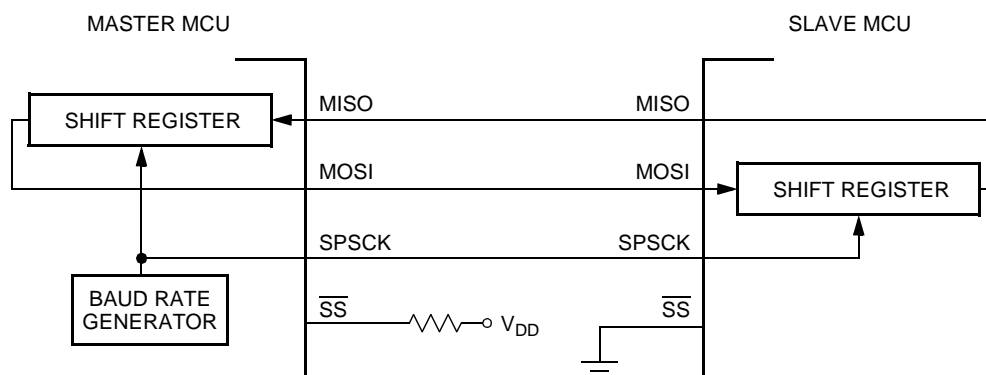 MASTER MCU
SLAVE MCU
MISO
MISO
SHIFT REGISTER
MOSI
MOSI
SHIFT REGISTER
SPSCK
SPSCK
BAUD RATE
GENERATOR
SS
VDD
SS